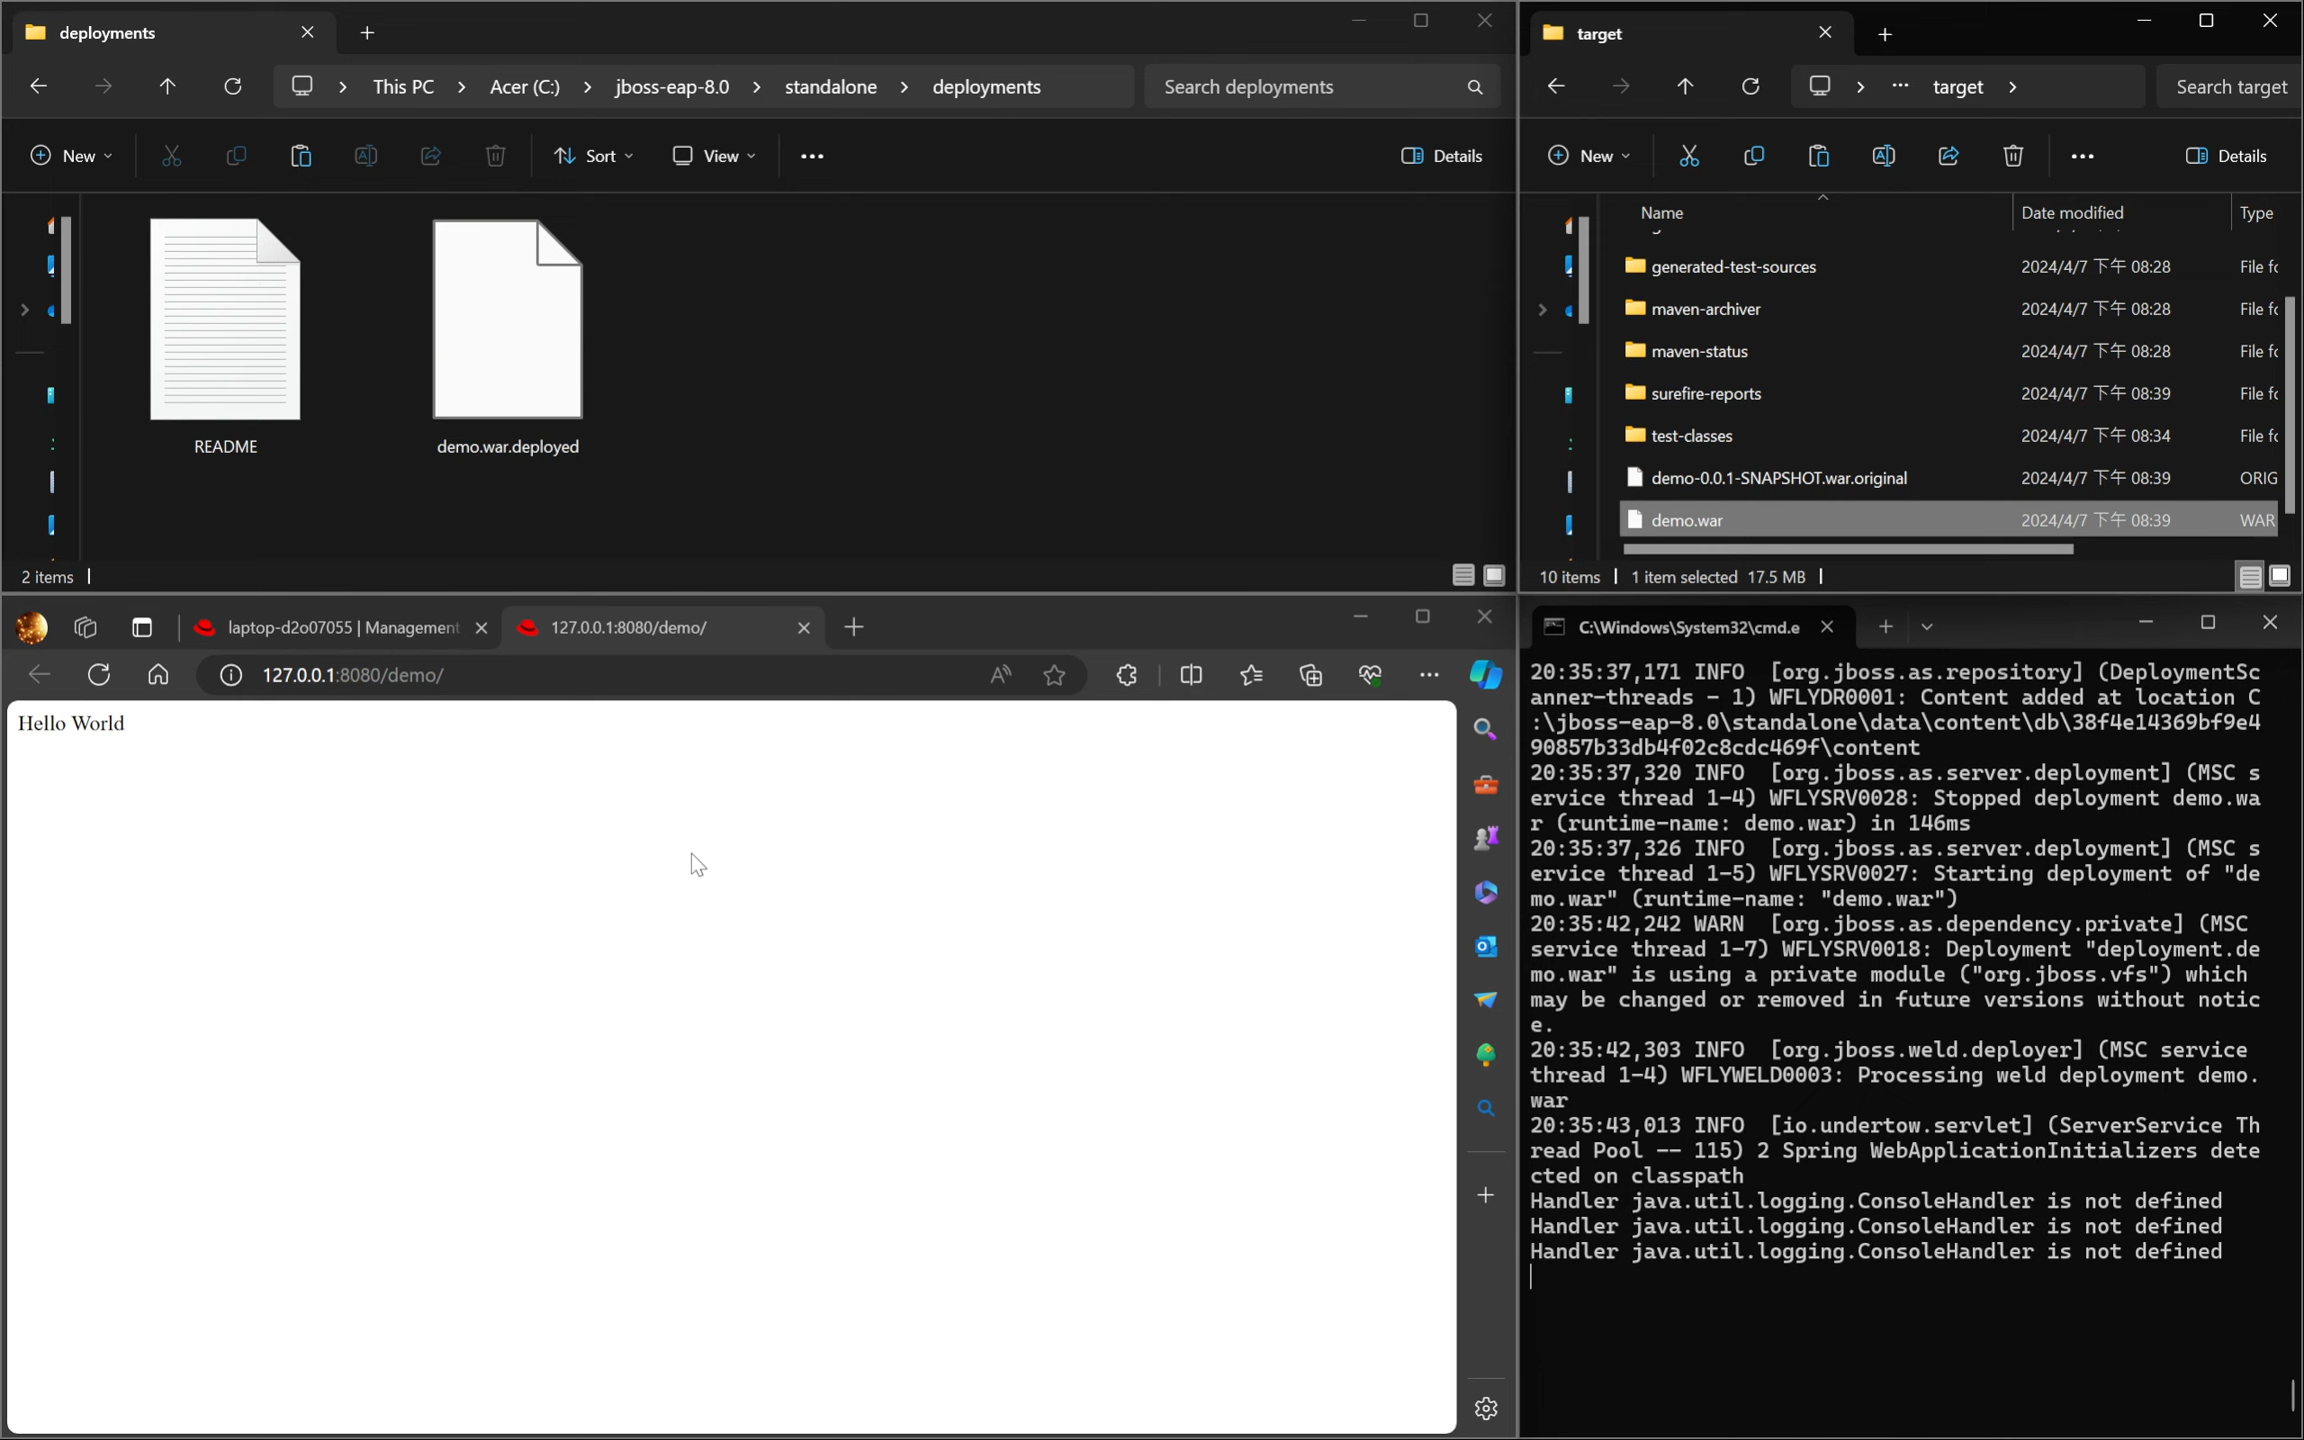 deployments
This PC > Acer (C:) > jboss-eap-8.0 > standalone > deployments
Search deployments
New
Sort
View
Details
README
demo.war.deployed
2 items
target
target
Search target
New
Details
Name Date modified Type
generated-test-sources 2024/4/7 下午 08:28 File fo
maven-archiver 2024/4/7 下午 08:28 File fo
maven-status 2024/4/7 下午 08:28 File fo
surefire-reports 2024/4/7 下午 08:39 File fo
test-classes 2024/4/7 下午 08:34 File fo
demo-0.0.1-SNAPSHOT.war.original 2024/4/7 下午 08:39 ORIG
demo.war 2024/4/7 下午 08:39 WAR
10 items 1 item selected 17.5 MB
laptop-d2o07055 | Management
127.0.0.1:8080/demo/
127.0.0.1:8080/demo/
Hello World
C:\Windows\System32\cmd.e
20:35:37,171 INFO [org.jboss.as.repository] (DeploymentSc
anner-threads - 1) WFLYDR0001: Content added at location C
:\jboss-eap-8.0\standalone\data\content\db\38f4e14369bf9e4
90857b33db4f02c8cdc469f\content
20:35:37,320 INFO [org.jboss.as.server.deployment] (MSC s
ervice thread 1-4) WFLYSRV0028: Stopped deployment demo.wa
r (runtime-name: demo.war) in 146ms
20:35:37,326 INFO [org.jboss.as.server.deployment] (MSC s
ervice thread 1-5) WFLYSRV0027: Starting deployment of "de
mo.war" (runtime-name: "demo.war")
20:35:42,242 WARN [org.jboss.as.dependency.private] (MSC
service thread 1-7) WFLYSRV0018: Deployment "deployment.de
mo.war" is using a private module ("org.jboss.vfs") which
may be changed or removed in future versions without notic
e.
20:35:42,303 INFO [org.jboss.weld.deployer] (MSC service
thread 1-4) WFLYWELD0003: Processing weld deployment demo.
war
20:35:43,013 INFO [io.undertow.servlet] (ServerService Th
read Pool -- 115) 2 Spring WebApplicationInitializers dete
cted on classpath
Handler java.util.logging.ConsoleHandler is not defined
Handler java.util.logging.ConsoleHandler is not defined
Handler java.util.logging.ConsoleHandler is not defined